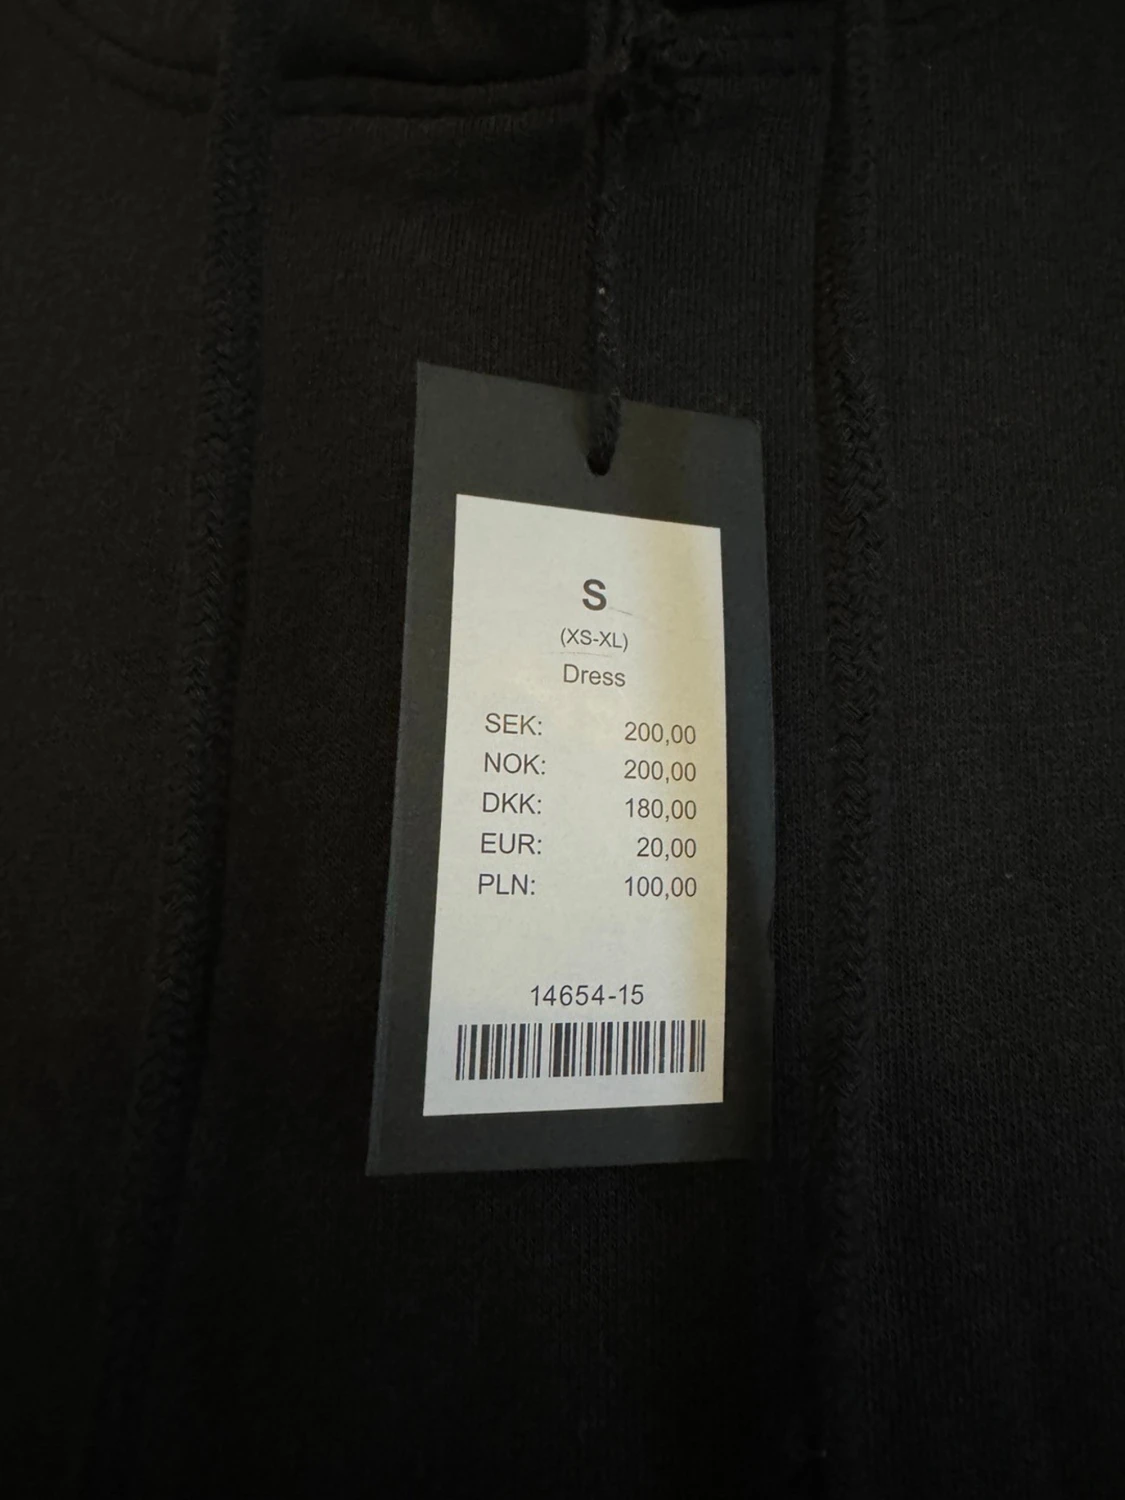 S
(XS-XL)
Dress
SEK: 200,00
NOK: 200,00
DKK: 180,00
EUR: 20,00
PLN: 100,00
14654-15